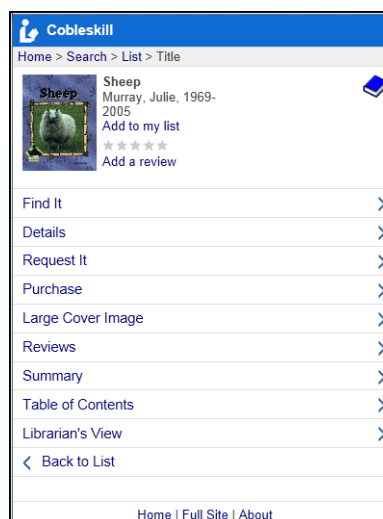 Cobleskill
Home > Search > List > Title
Sheep
Sheep
Murray, Julie, 1969-
2005
Add to my list
Add a review
Find It
Details
Request It
Purchase
Large Cover Image
Reviews
Summary
Table of Contents
Librarian's View
Back to List
Home | Full Site | About